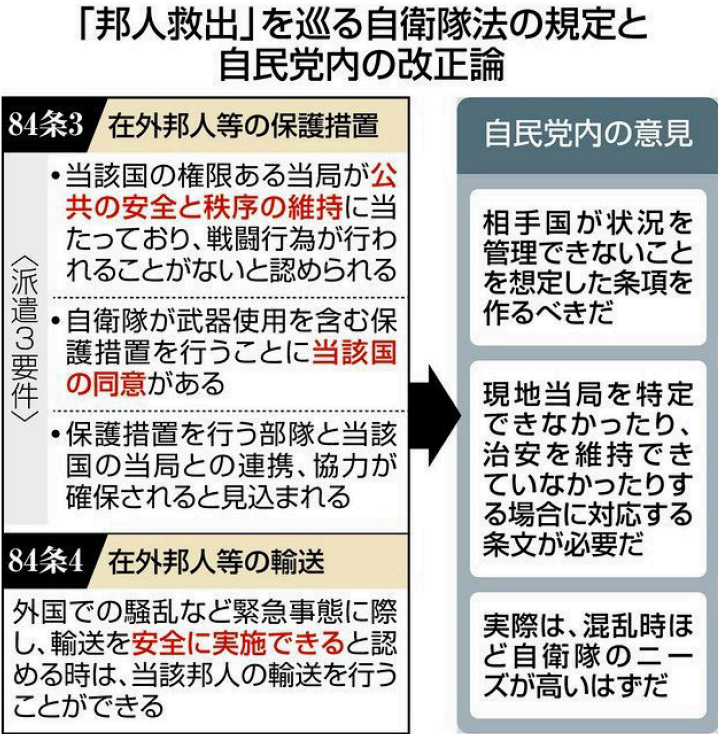 「邦人救出」を巡る自衛隊法の規定と
自民党内の改正論
84条3
在外邦人等の保護措置
〈派遣3要件〉
•当該国の権限ある当局が公
共の安全と秩序の維持に当
たっており、戦闘行為が行わ
れることがないと認められる
•自衛隊が武器使用を含む保
護措置を行うことに当該国
の同意がある
•保護措置を行う部隊と当該
国の当局との連携、協力が
確保されると見込まれる
84条4
在外邦人等の輸送
外国での騒乱など緊急事態に際
し、輸送を安全に実施できると認
める時は、当該邦人の輸送を行う
ことができる
自民党内の意見
相手国が状況を
管理できないこと
を想定した条項を
作るべきだ
現地当局を特定
できなかったり、
治安を維持でき
ていなかったりす
る場合に対応する
条文が必要だ
実際は、混乱時ほ
ど自衛隊のニー
ズが高いはずだ